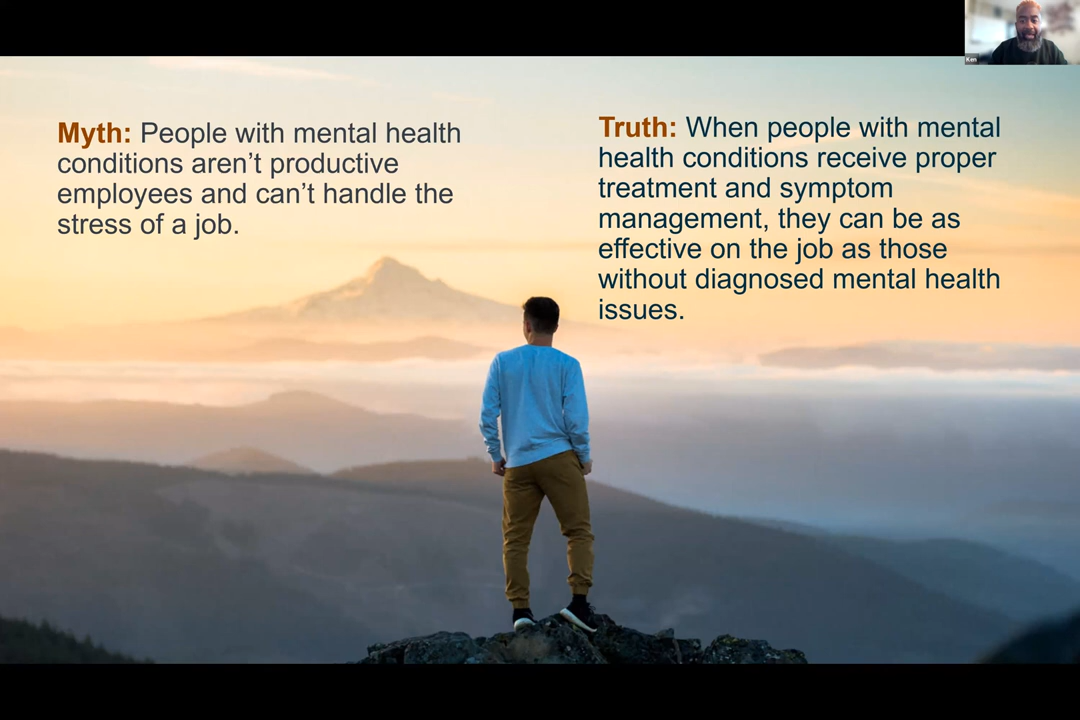 Myth: People with mental health
conditions aren’t productive
employees and can’t handle the
stress of a job.
Truth: When people with mental
health conditions receive proper
treatment and symptom
management, they can be as
effective on the job as those
without diagnosed mental health
issues.
Ken